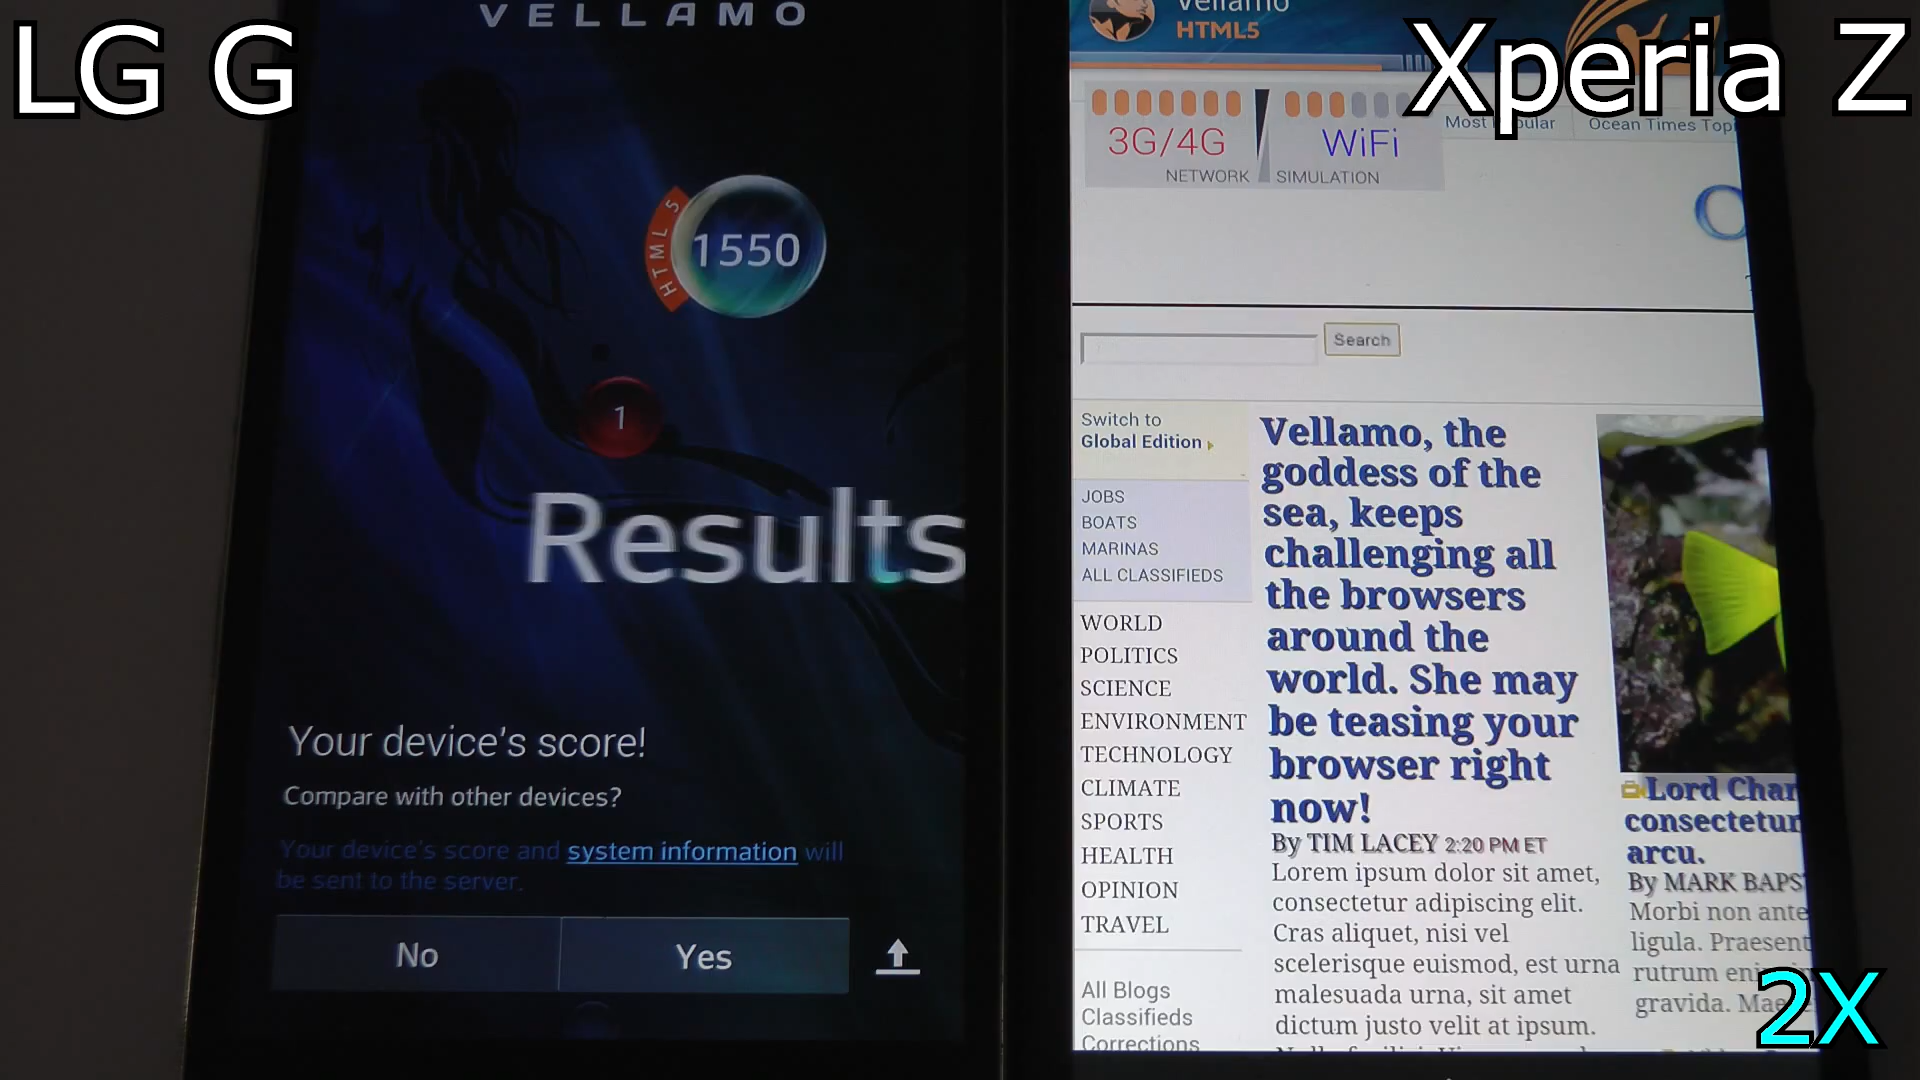 LG G
VELLAMO
HTML 5
1550
1
Results
Your device's score!
Compare with other devices?
Your device's score and system information will
be sent to the server.
No
Yes
Xperia Z
Vellamo
HTML5
3G/4G
WiFi
NETWORK
SIMULATION
Most Popular
Ocean Times
Search
Switch to
Global Edition
JOBS
BOATS
MARINAS
ALL CLASSIFIEDS
WORLD
POLITICS
SCIENCE
ENVIRONMENT
TECHNOLOGY
CLIMATE
SPORTS
HEALTH
OPINION
TRAVEL
All Blogs
Classifieds
Corrections
Vellamo, the
goddess of the
sea, keeps
challenging all
the browsers
around the
world. She may
be teasing your
browser right
now!
By TIM LACEY 2:20 PM ET
Lorem ipsum dolor sit amet,
consectetur adipiscing elit.
Cras aliquet, nisi vel
scelerisque euismod, est urna
malesuada urna, sit amet
dictum justo velit at ipsum.
Lord Char
consectetur
arcu.
By MARK BAPS
Morbi non ante
ligula. Praesent
rutrum
gravida.
2X